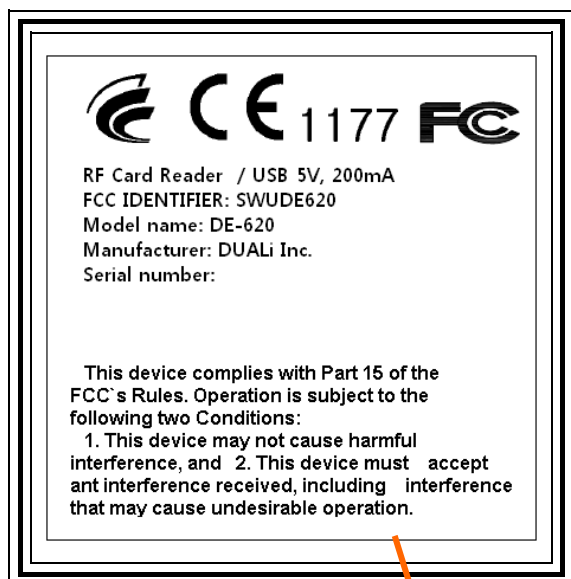 CE 1177 FC
RF Card Reader / USB 5V, 200mA
FCC IDENTIFIER: SWUDE620
Model name: DE-620
Manufacturer: DUALi Inc.
Serial number:
This device complies with Part 15 of the
FCC`s Rules. Operation is subject to the
following two Conditions:
1. This device may not cause harmful
interference, and 2. This device must accept
ant interference received, including interference
that may cause undesirable operation.